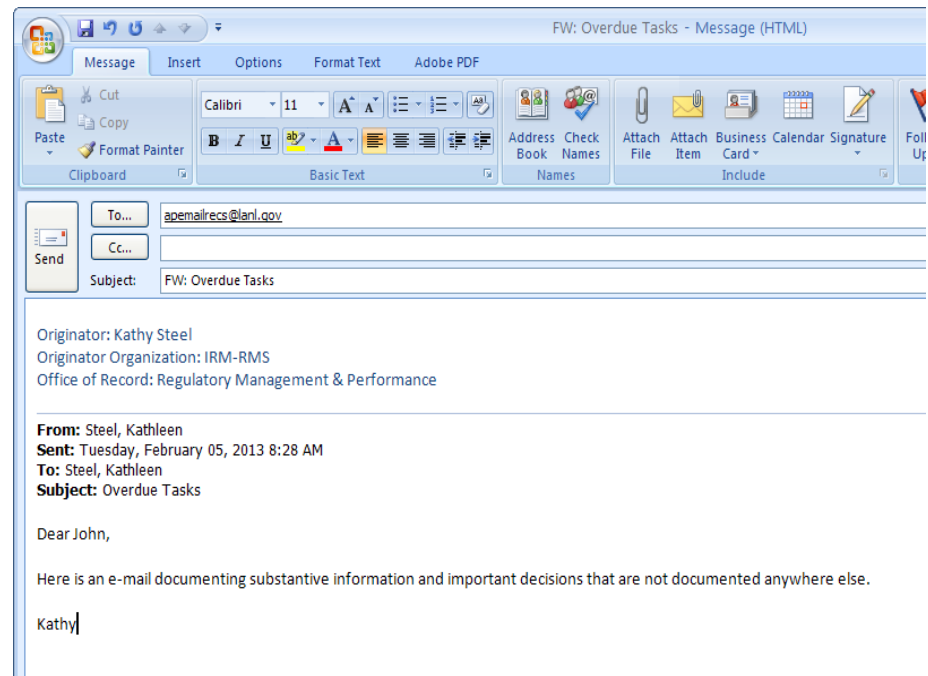 FW: Overdue Tasks - Message (HTML)
Message Insert Options Format Text Adobe PDF
Cut
Copy
Format Painter
Paste
Calibri 11
B I U
Address Book
Check Names
Attach File
Attach Item
Business Card
Calendar
Signature
Clipboard Basic Text Names Include
To... apemailrecs@lanl.gov
Cc...
Send
Subject: FW: Overdue Tasks
Originator: Kathy Steel
Originator Organization: IRM-RMS
Office of Record: Regulatory Management & Performance
From: Steel, Kathleen
Sent: Tuesday, February 05, 2013 8:28 AM
To: Steel, Kathleen
Subject: Overdue Tasks
Dear John,
Here is an e-mail documenting substantive information and important decisions that are not documented anywhere else.
Kathy